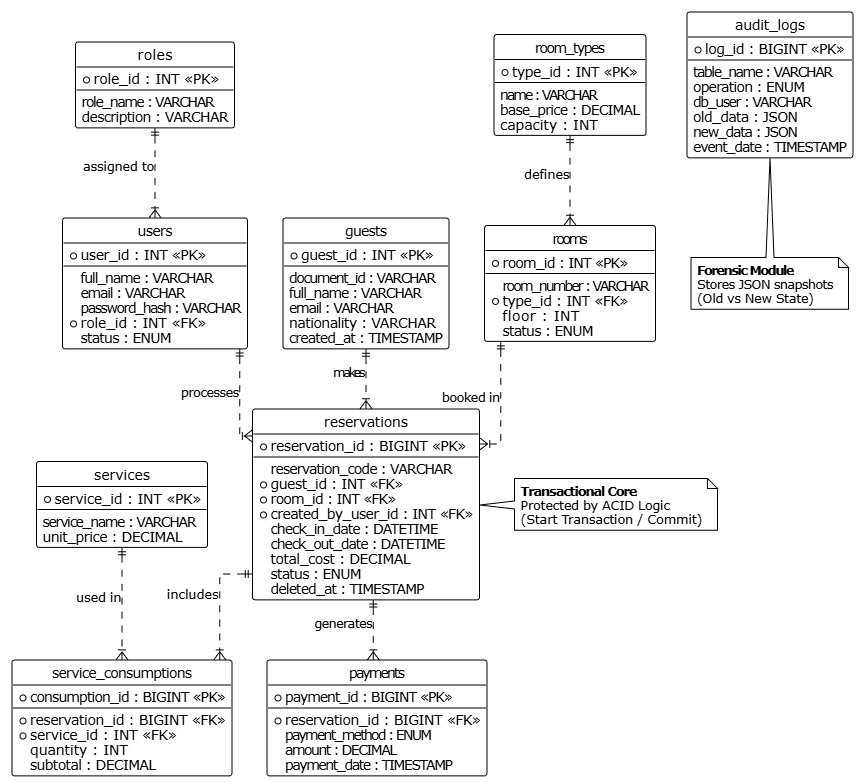 audit_logs
log_id : BIGINT «PK»
table_name : VARCHAR
operation : ENUM
db_user : VARCHAR
old_data : JSON
new_data : JSON
event_date : TIMESTAMP
roles
role_id : INT «PK»
role_name : VARCHAR
description : VARCHAR
room_types
type_id : INT «PK»
name : VARCHAR
base_price : DECIMAL
capacity : INT
assigned to
defines
users
user_id : INT «PK»
full_name : VARCHAR
email : VARCHAR
password_hash : VARCHAR
role_id : INT «FK»
status : ENUM
guests
guest_id : INT «PK»
document_id : VARCHAR
full_name : VARCHAR
email : VARCHAR
nationality : VARCHAR
created_at : TIMESTAMP
rooms
room_id : INT «PK»
room_number : VARCHAR
type_id : INT «FK»
floor : INT
status : ENUM
Forensic Module
Stores JSON snapshots
(Old vs New State)
processes
makes
booked in
reservations
reservation_id : BIGINT «PK»
reservation_code : VARCHAR
guest_id : INT «FK»
room_id : INT «FK»
created_by_user_id : INT «FK»
check_in_date : DATETIME
check_out_date : DATETIME
total_cost : DECIMAL
status : ENUM
deleted_at : TIMESTAMP
services
service_id : INT «PK»
service_name : VARCHAR
unit_price : DECIMAL
Transactional Core
Protected by ACID Logic
(Start Transaction / Commit)
used in
includes
generates
service_consumptions
consumption_id : BIGINT «PK»
reservation_id : BIGINT «FK»
service_id : INT «FK»
quantity : INT
subtotal : DECIMAL
payments
payment_id : BIGINT «PK»
reservation_id : BIGINT «FK»
payment_method : ENUM
amount : DECIMAL
payment_date : TIMESTAMP